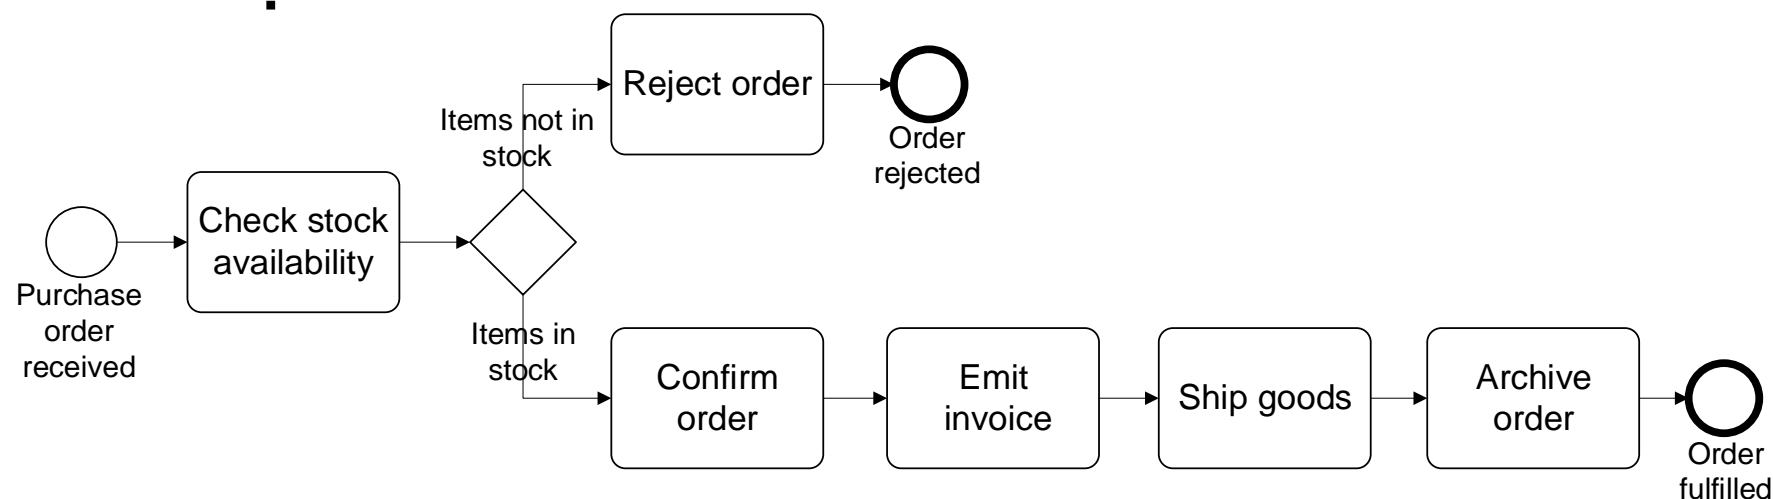 Reject order
Order
rejected
Items not in
stock
Check stock
availability
Purchase
order
received
Items in
stock
Confirm
order
Emit
invoice
Ship goods
Archive
order
Order
fulfilled